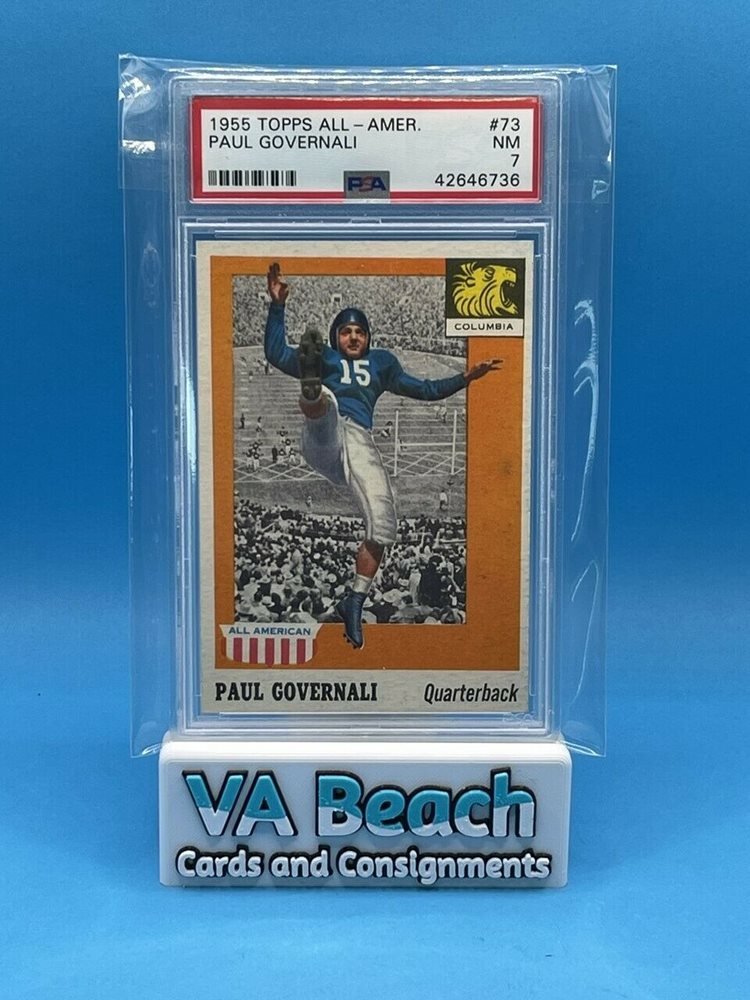 1955 TOPPS ALL-AMER. #73
PAUL GOVERNALI NM
7
PSA 42646736
COLUMBIA
15
ALL AMERICAN
PAUL GOVERNALI Quarterback
VA Beach
Cards and Consignments